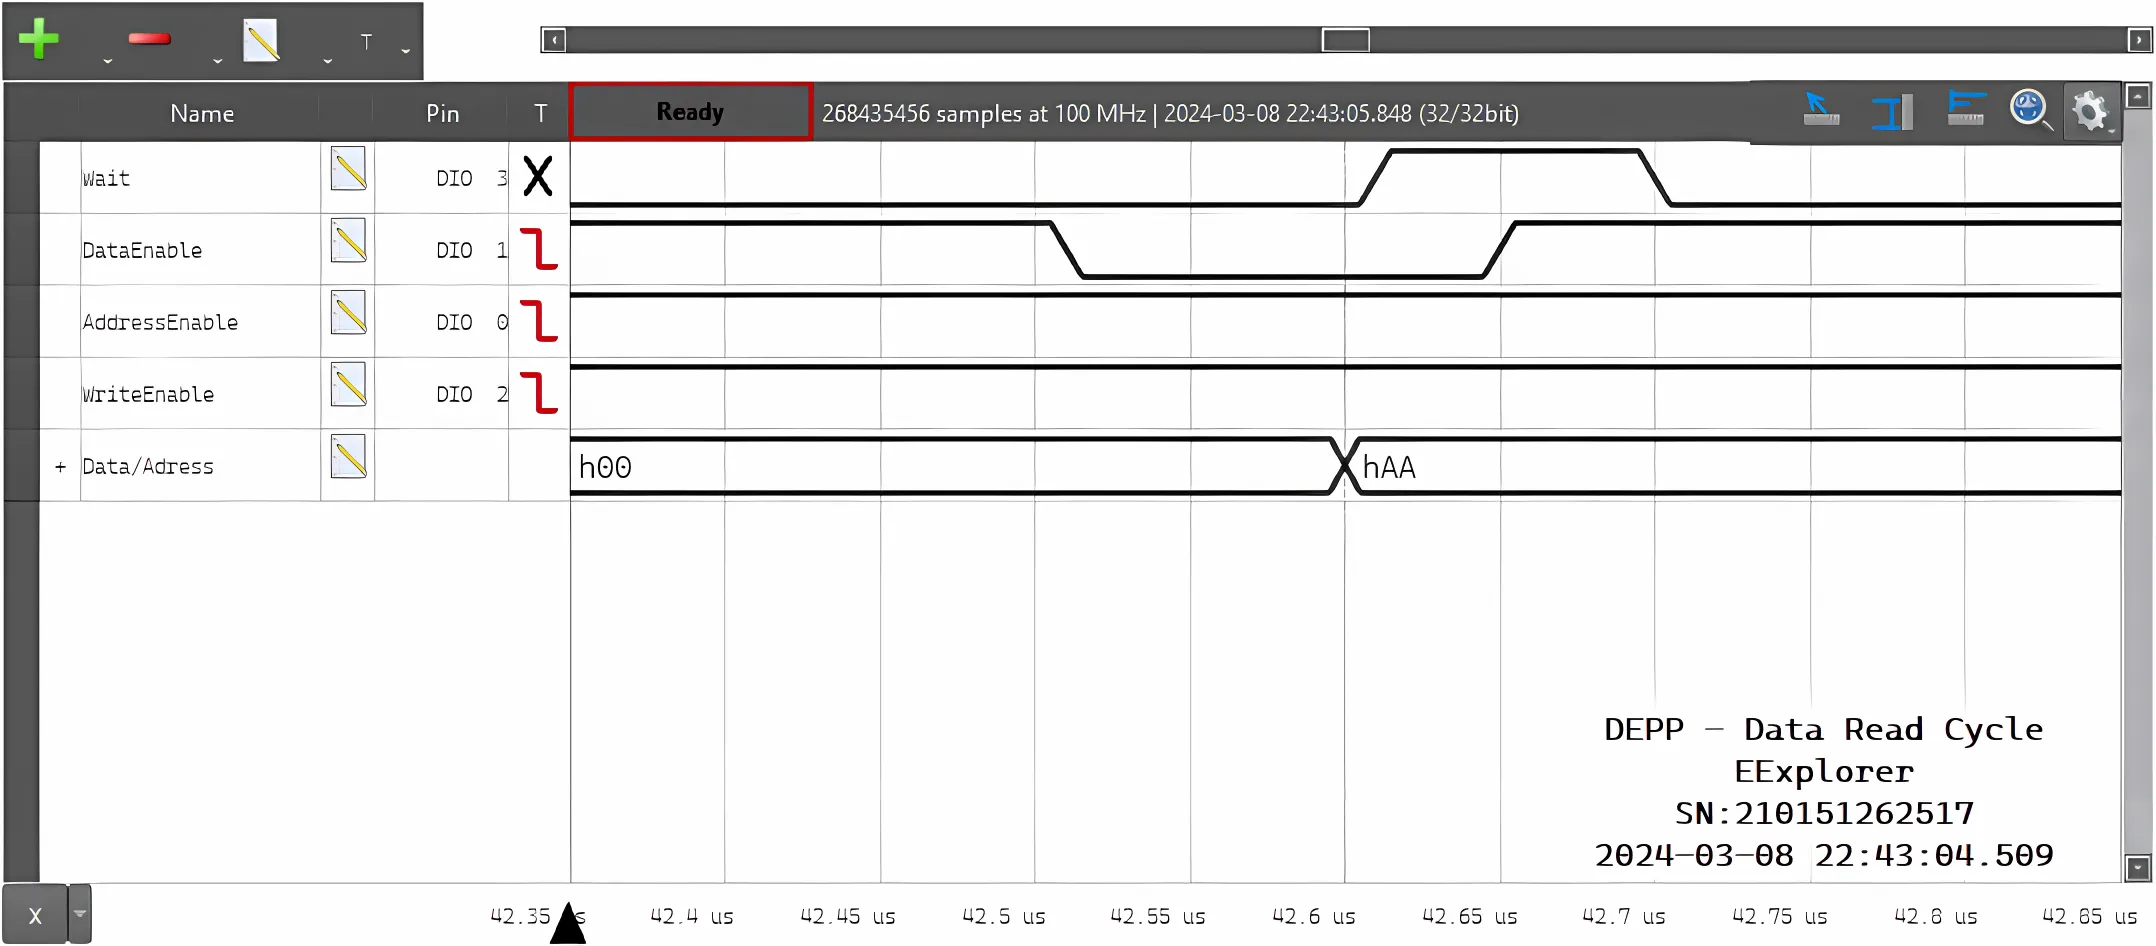 T
Name Pin T Ready 268435456 samples at 100 MHz | 2024-03-08 22:43:05.848 (32/32bit)
Wait DIO 3 X
DataEnable DIO 1
AddressEnable DIO 0
WriteEnable DIO 2
+ Data/Adress h00 hAA
DEPP - Data Read Cycle
EExplorer
SN:210151262517
2024-03-08 22:43:04.509
X 42.35 us 42.4 us 42.45 us 42.5 us 42.55 us 42.6 us 42.65 us 42.7 us 42.75 us 42.8 us 42.85 us